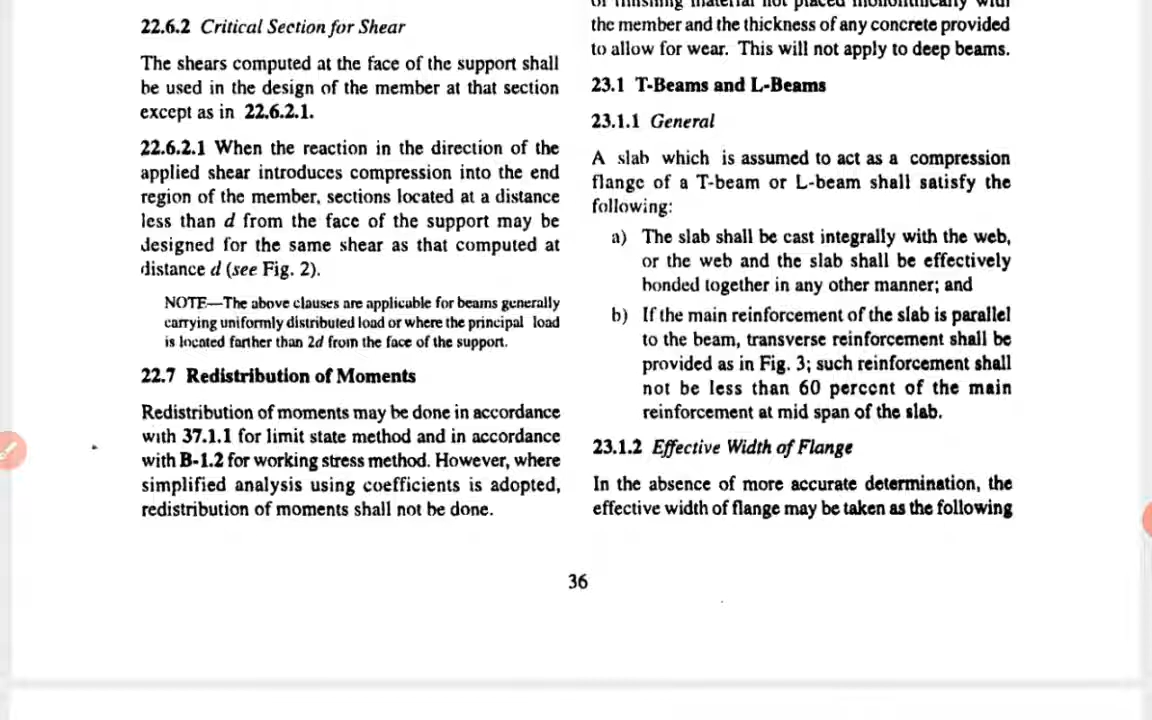 22.6.2 Critical Section for Shear
The shears computed at the face of the support shall
be used in the design of the member at that section
except as in 22.6.2.1.
22.6.2.1 When the reaction in the direction of the
applied shear introduces compression into the end
region of the member, sections located at a distance
less than d from the face of the support may be
designed for the same shear as that computed at
distance d (see Fig. 2).
NOTE—The above clauses are applicable for beams generally
carrying uniformly distributed load or where the principal load
is located farther than 2d from the face of the support.
22.7 Redistribution of Moments
Redistribution of moments may be done in accordance
with 37.1.1 for limit state method and in accordance
with B-1.2 for working stress method. However, where
simplified analysis using coefficients is adopted,
redistribution of moments shall not be done.
or finishing material not placed monolithically with
the member and the thickness of any concrete provided
to allow for wear. This will not apply to deep beams.
23.1 T-Beams and L-Beams
23.1.1 General
A slab which is assumed to act as a compression
flange of a T-beam or L-beam shall satisfy the
following:
a) The slab shall be cast integrally with the web,
or the web and the slab shall be effectively
bonded together in any other manner; and
b) If the main reinforcement of the slab is parallel
to the beam, transverse reinforcement shall be
provided as in Fig. 3; such reinforcement shall
not be less than 60 percent of the main
reinforcement at mid span of the slab.
23.1.2 Effective Width of Flange
In the absence of more accurate determination, the
effective width of flange may be taken as the following
36